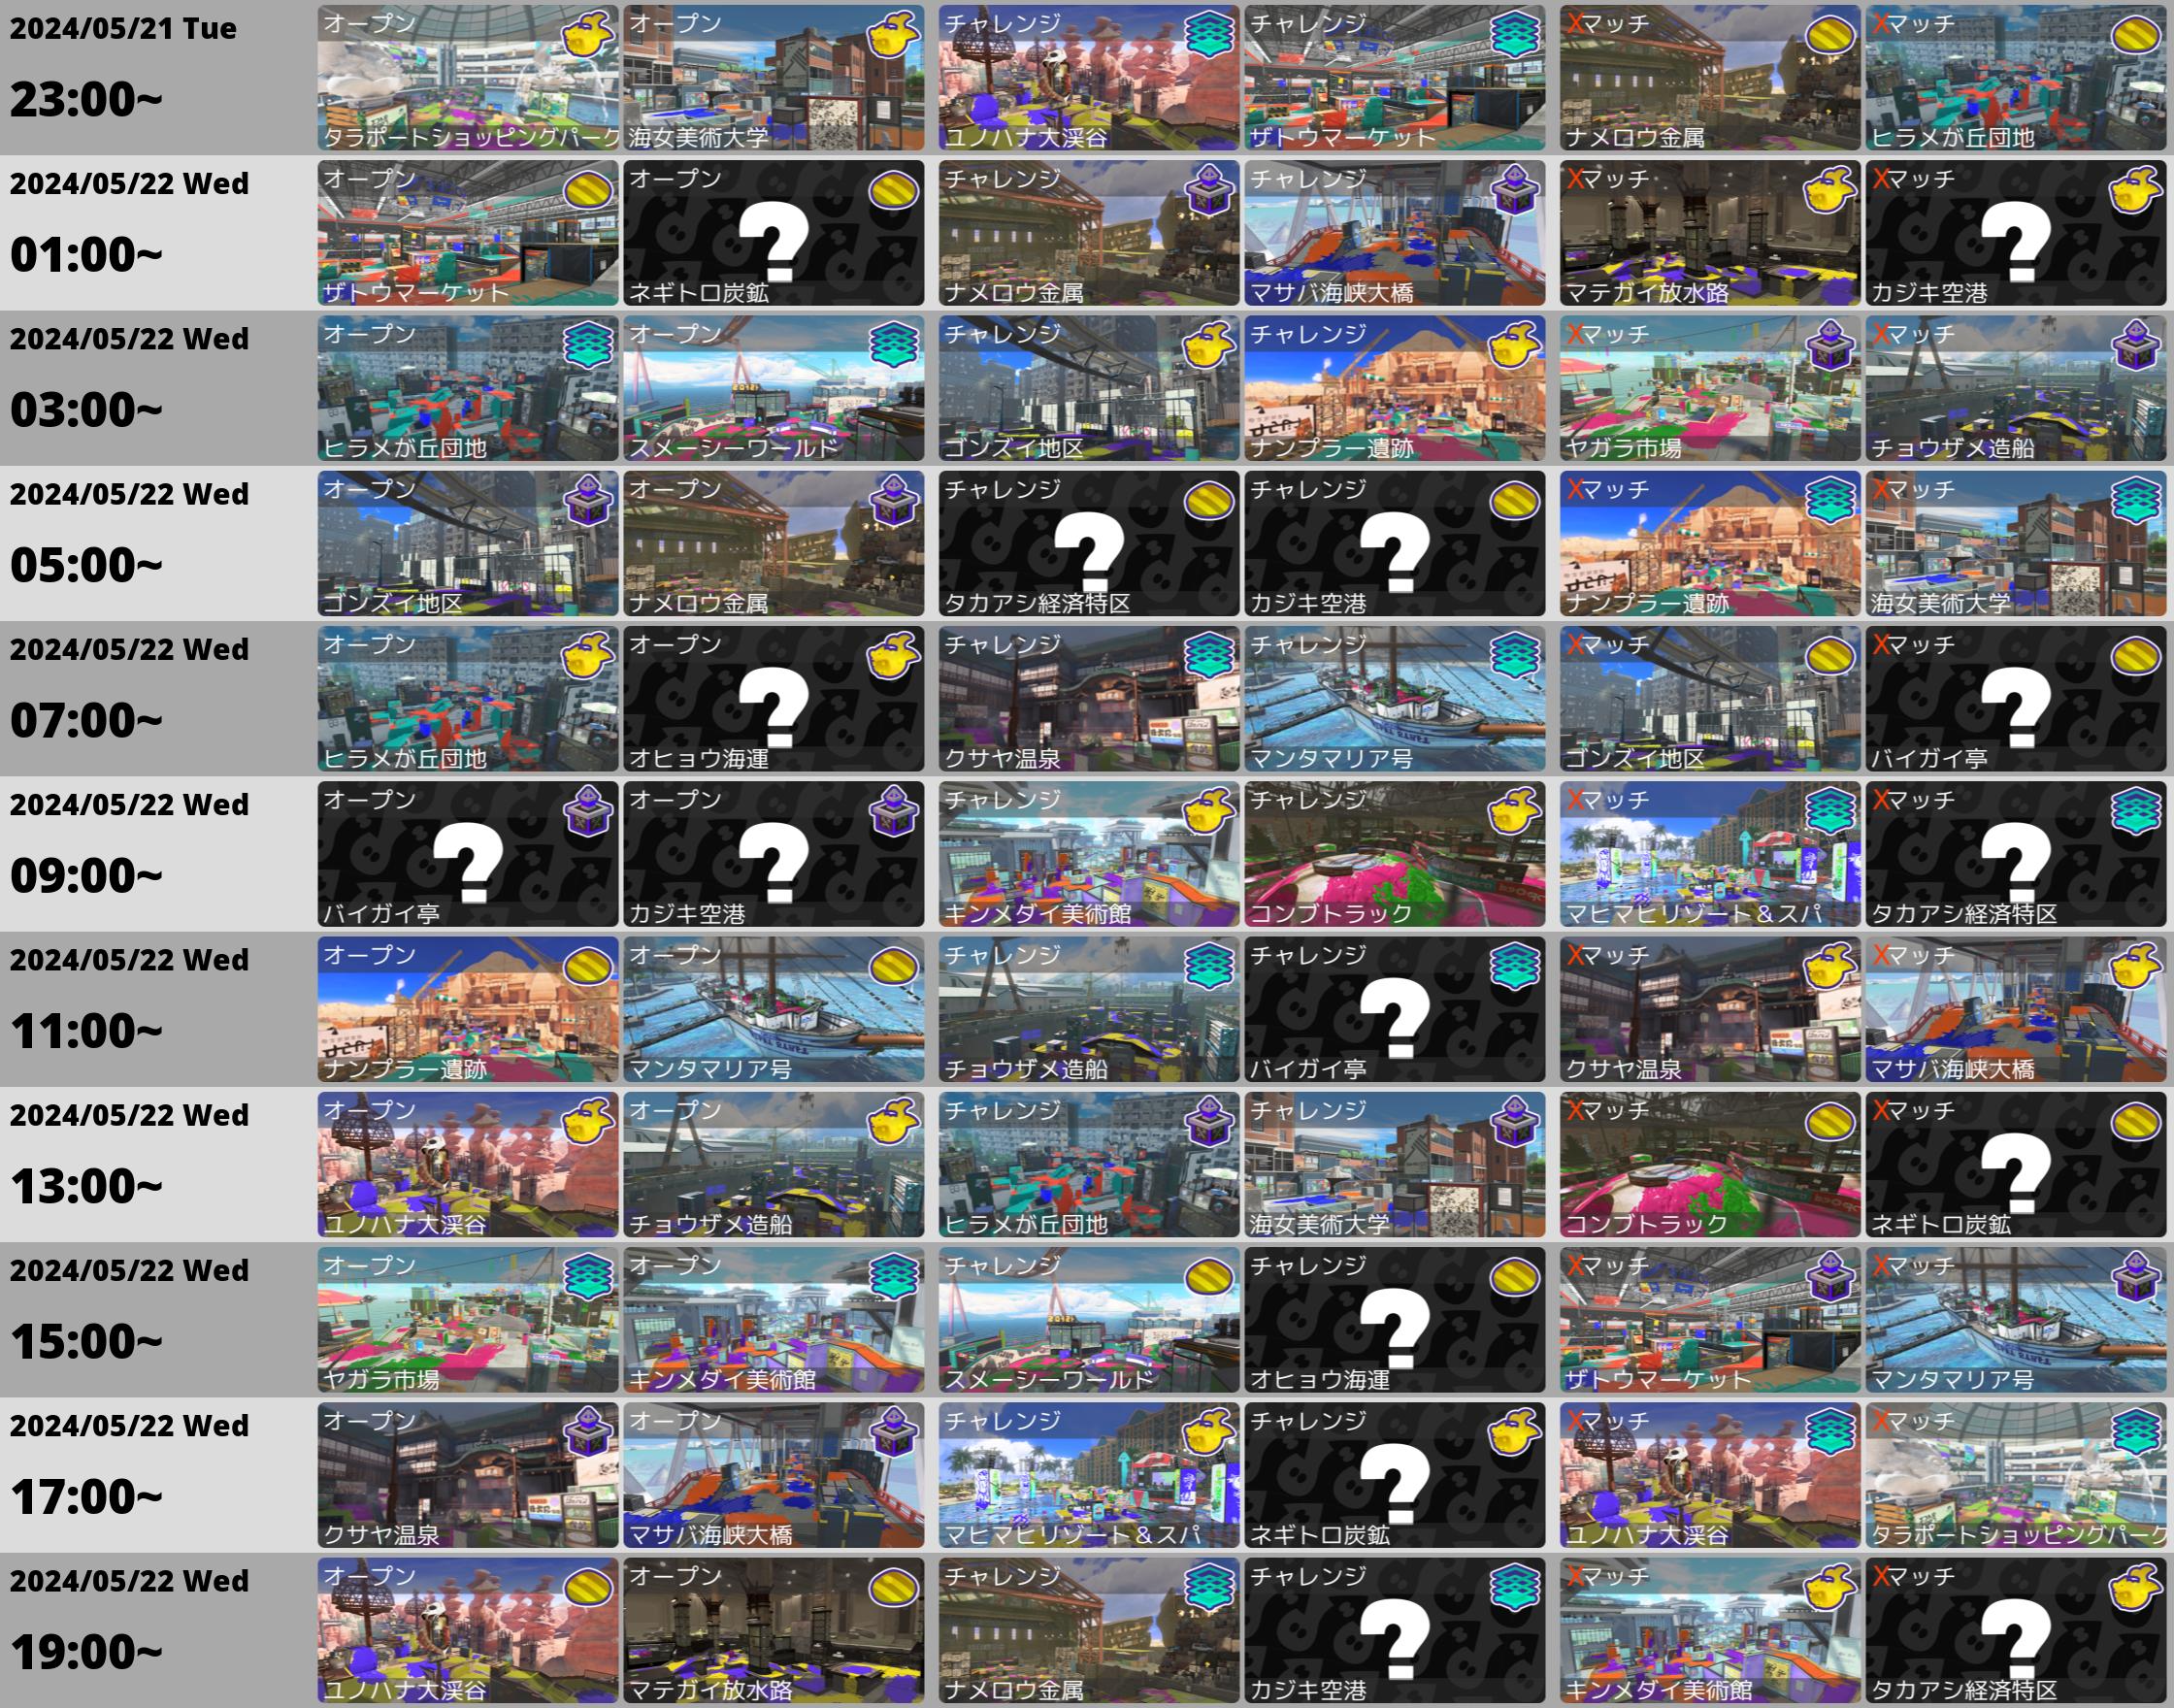 2024/05/21 Tue
23:00~
オープン
タラポートショッピングパーク
オープン
海女美術大学
チャレンジ
ユノハナ大渓谷
チャレンジ
ザトウマーケット
Xマッチ
ナメロウ金属
Xマッチ
ヒラメが丘団地
2024/05/22 Wed
01:00~
オープン
ザトウマーケット
オープン
?
ネギトロ炭鉱
チャレンジ
ナメロウ金属
チャレンジ
マサバ海峡大橋
Xマッチ
マテガイ放水路
Xマッチ
?
カジキ空港
2024/05/22 Wed
03:00~
オープン
ヒラメが丘団地
オープン
スメーシーワールド
チャレンジ
ゴンズイ地区
チャレンジ
ナンプラー遺跡
Xマッチ
ヤガラ市場
Xマッチ
チョウザメ造船
2024/05/22 Wed
05:00~
オープン
ゴンズイ地区
オープン
ナメロウ金属
チャレンジ
?
タカアシ経済特区
チャレンジ
?
カジキ空港
Xマッチ
ナンプラー遺跡
Xマッチ
海女美術大学
2024/05/22 Wed
07:00~
オープン
ヒラメが丘団地
オープン
?
オヒョウ海運
チャレンジ
クサヤ温泉
チャレンジ
マンタマリア号
Xマッチ
ゴンズイ地区
Xマッチ
?
バイガイ亭
2024/05/22 Wed
09:00~
オープン
?
バイガイ亭
オープン
?
カジキ空港
チャレンジ
キンメダイ美術館
チャレンジ
コンブトラック
Xマッチ
マヒマヒリゾート＆スパ
Xマッチ
?
タカアシ経済特区
2024/05/22 Wed
11:00~
オープン
ナンプラー遺跡
オープン
マンタマリア号
チャレンジ
チョウザメ造船
チャレンジ
?
バイガイ亭
Xマッチ
クサヤ温泉
Xマッチ
マサバ海峡大橋
2024/05/22 Wed
13:00~
オープン
ユノハナ大渓谷
オープン
チョウザメ造船
チャレンジ
ヒラメが丘団地
チャレンジ
海女美術大学
Xマッチ
コンブトラック
Xマッチ
?
ネギトロ炭鉱
2024/05/22 Wed
15:00~
オープン
ヤガラ市場
オープン
キンメダイ美術館
チャレンジ
スメーシーワールド
チャレンジ
?
オヒョウ海運
Xマッチ
ザトウマーケット
Xマッチ
マンタマリア号
2024/05/22 Wed
17:00~
オープン
クサヤ温泉
オープン
マサバ海峡大橋
チャレンジ
マヒマヒリゾート＆スパ
チャレンジ
?
ネギトロ炭鉱
Xマッチ
ユノハナ大渓谷
Xマッチ
タラポートショッピングパーク
2024/05/22 Wed
19:00~
オープン
ユノハナ大渓谷
オープン
マテガイ放水路
チャレンジ
ナメロウ金属
チャレンジ
?
カジキ空港
Xマッチ
キンメダイ美術館
Xマッチ
?
タカアシ経済特区